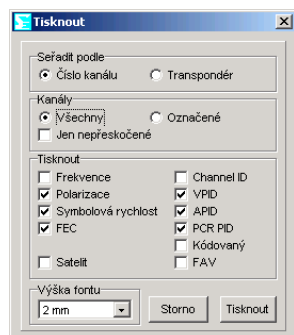 Tisknout
Seřadit podle
Číslo kanálu Transpondér
Kanály
Všechny Označené
Jen nepřeskočené
Tisknout
Frekvence Channel ID
Polarizace VPID
Symbolová rychlost APID
FEC PCR PID
Kódovaný
Satelit FAV
Výška fontu
2 mm Storno Tisknout